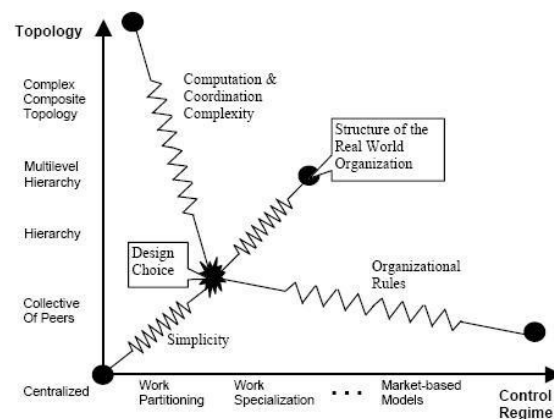 Topology
Complex
Composite
Topology
Computation &
Coordination
Complexity
Structure of the
Real World
Organization
Multilevel
Hierarchy
Hierarchy
Design
Choice
Organizational
Rules
Collective
Of Peers
Simplicity
Centralized
Work
Partitioning
Work
Specialization
• • •
Market-based
Models
Control
Regime